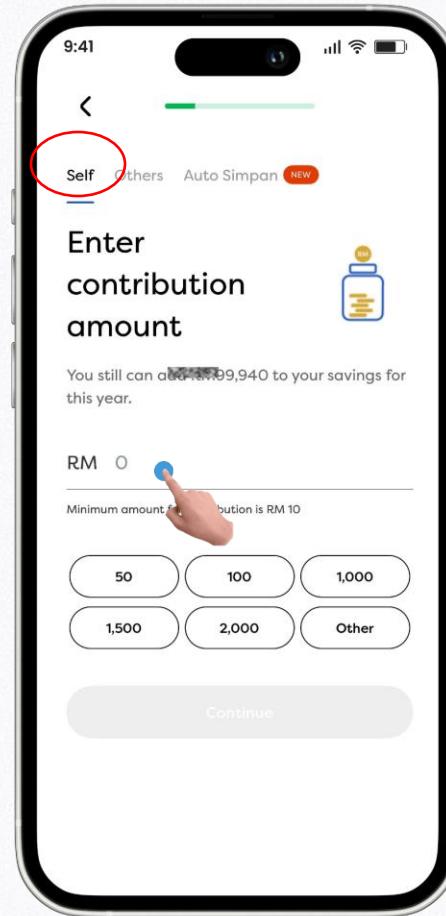 9:41
Self Others Auto Simpan NEW
Enter
contribution
amount
RM
You still can add 99,940 to your savings for
this year.
RM 0
Minimum amount bution is RM 10
50 100 1,000
1,500 2,000 Other
Continue